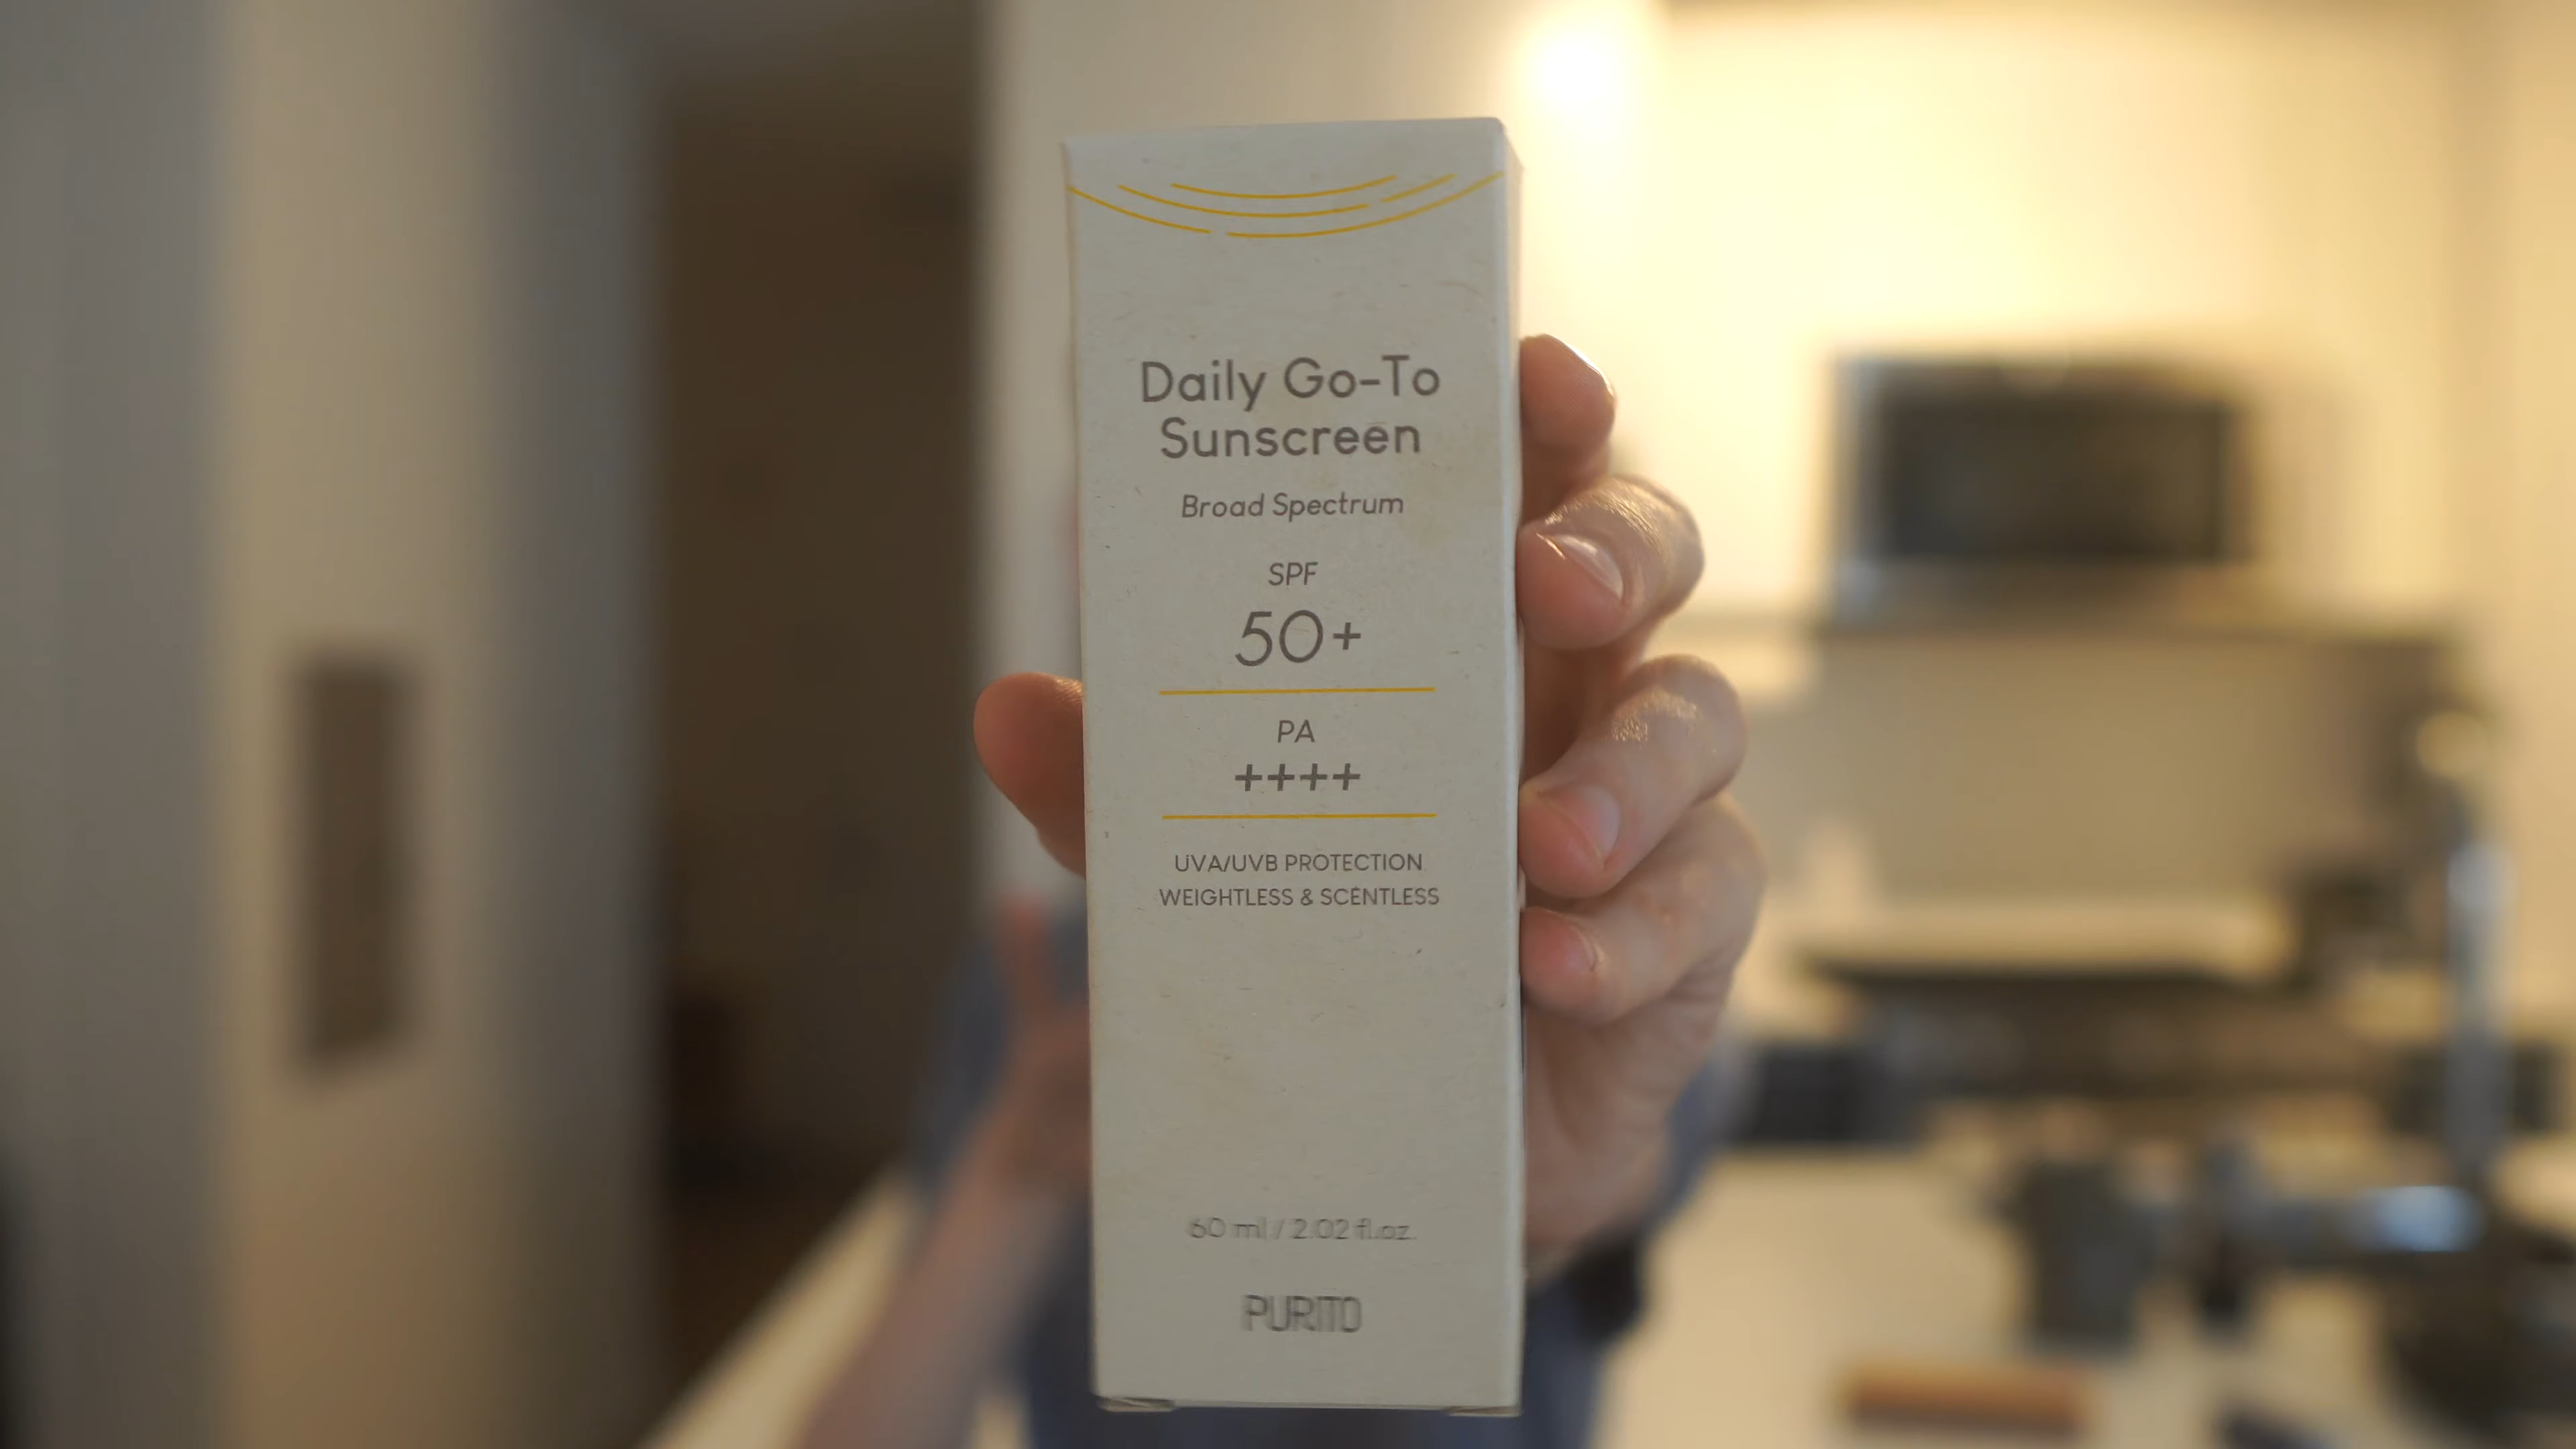 Daily Go-To
Sunscreen
Broad Spectrum
SPF
50+
PA
++++
UVA/UVB PROTECTION
WEIGHTLESS & SCENTLESS
60 ml / 2.02 fl.oz.
PURITO